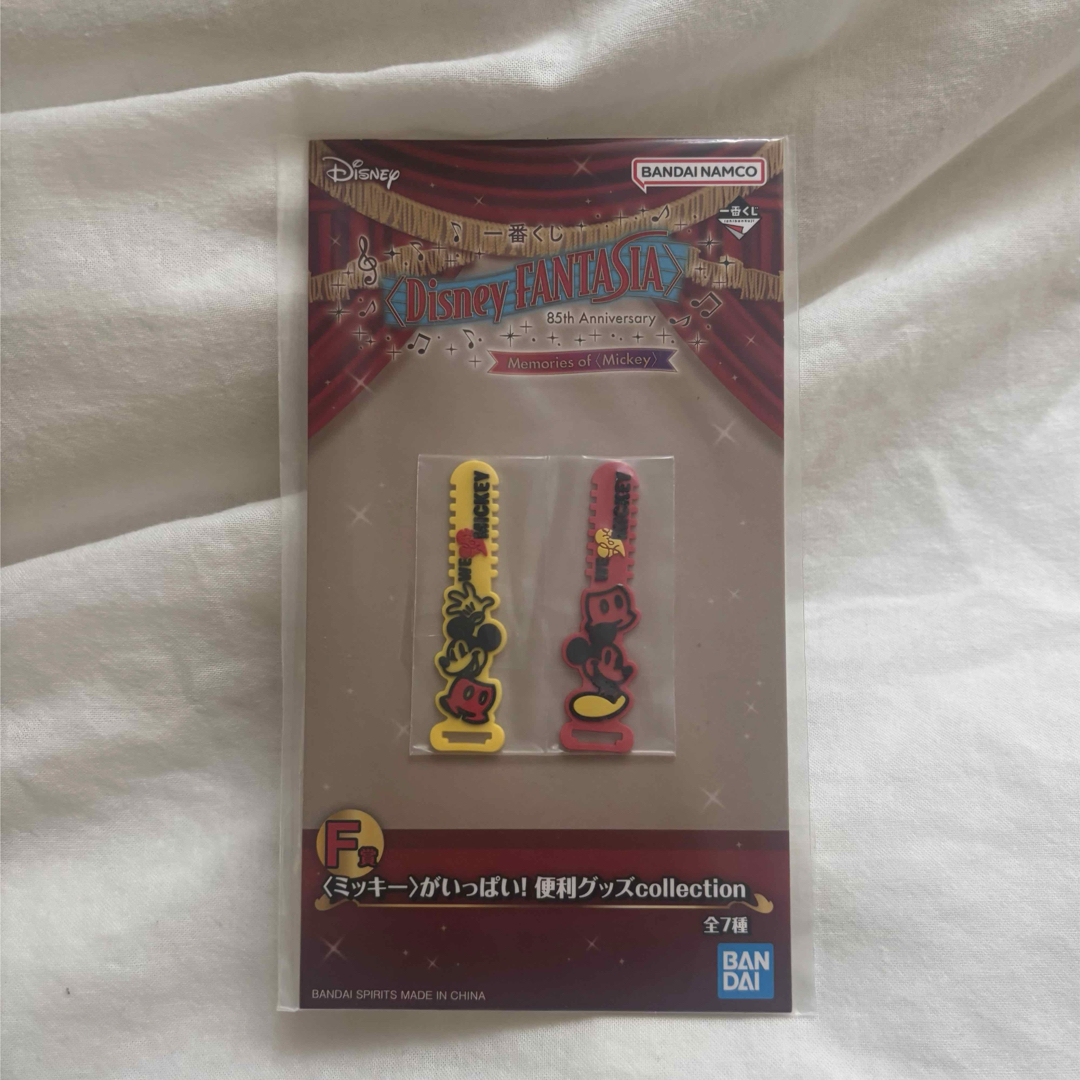 Disney
BANDAI NAMCO
一番くじ
一番くじ
〈Disney FANTASIA〉
85th Anniversary
Memories of〈Mickey〉
WE MICKEY
WE MICKEY
F賞
〈ミッキー〉がいっぱい！便利グッズcollection
全7種
BAN
DAI
BANDAI SPIRITS MADE IN CHINA